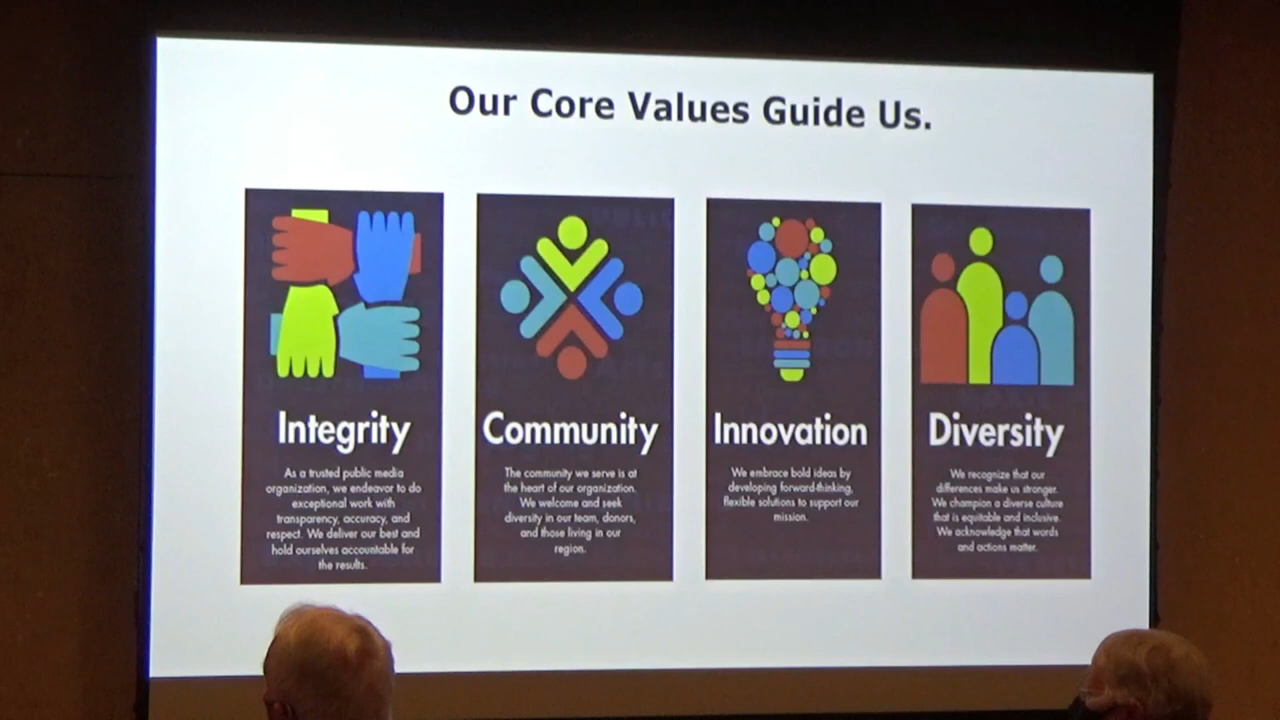 Our Core Values Guide Us.
Integrity
As a trusted public media
organization, we endeavor to do
exceptional work with
transparency, accuracy, and
respect. We deliver our best and
hold ourselves accountable for
the results.
Community
The community we serve is at
the heart of our organization.
We welcome and seek
diversity in our team, donors,
and those living in our
region.
Innovation
We embrace bold ideas by
developing forward-thinking,
flexible solutions to support our
mission.
Diversity
We recognize that our
differences make us stronger.
We champion a diverse culture
that is equitable and inclusive.
We acknowledge that words
and actions matter.